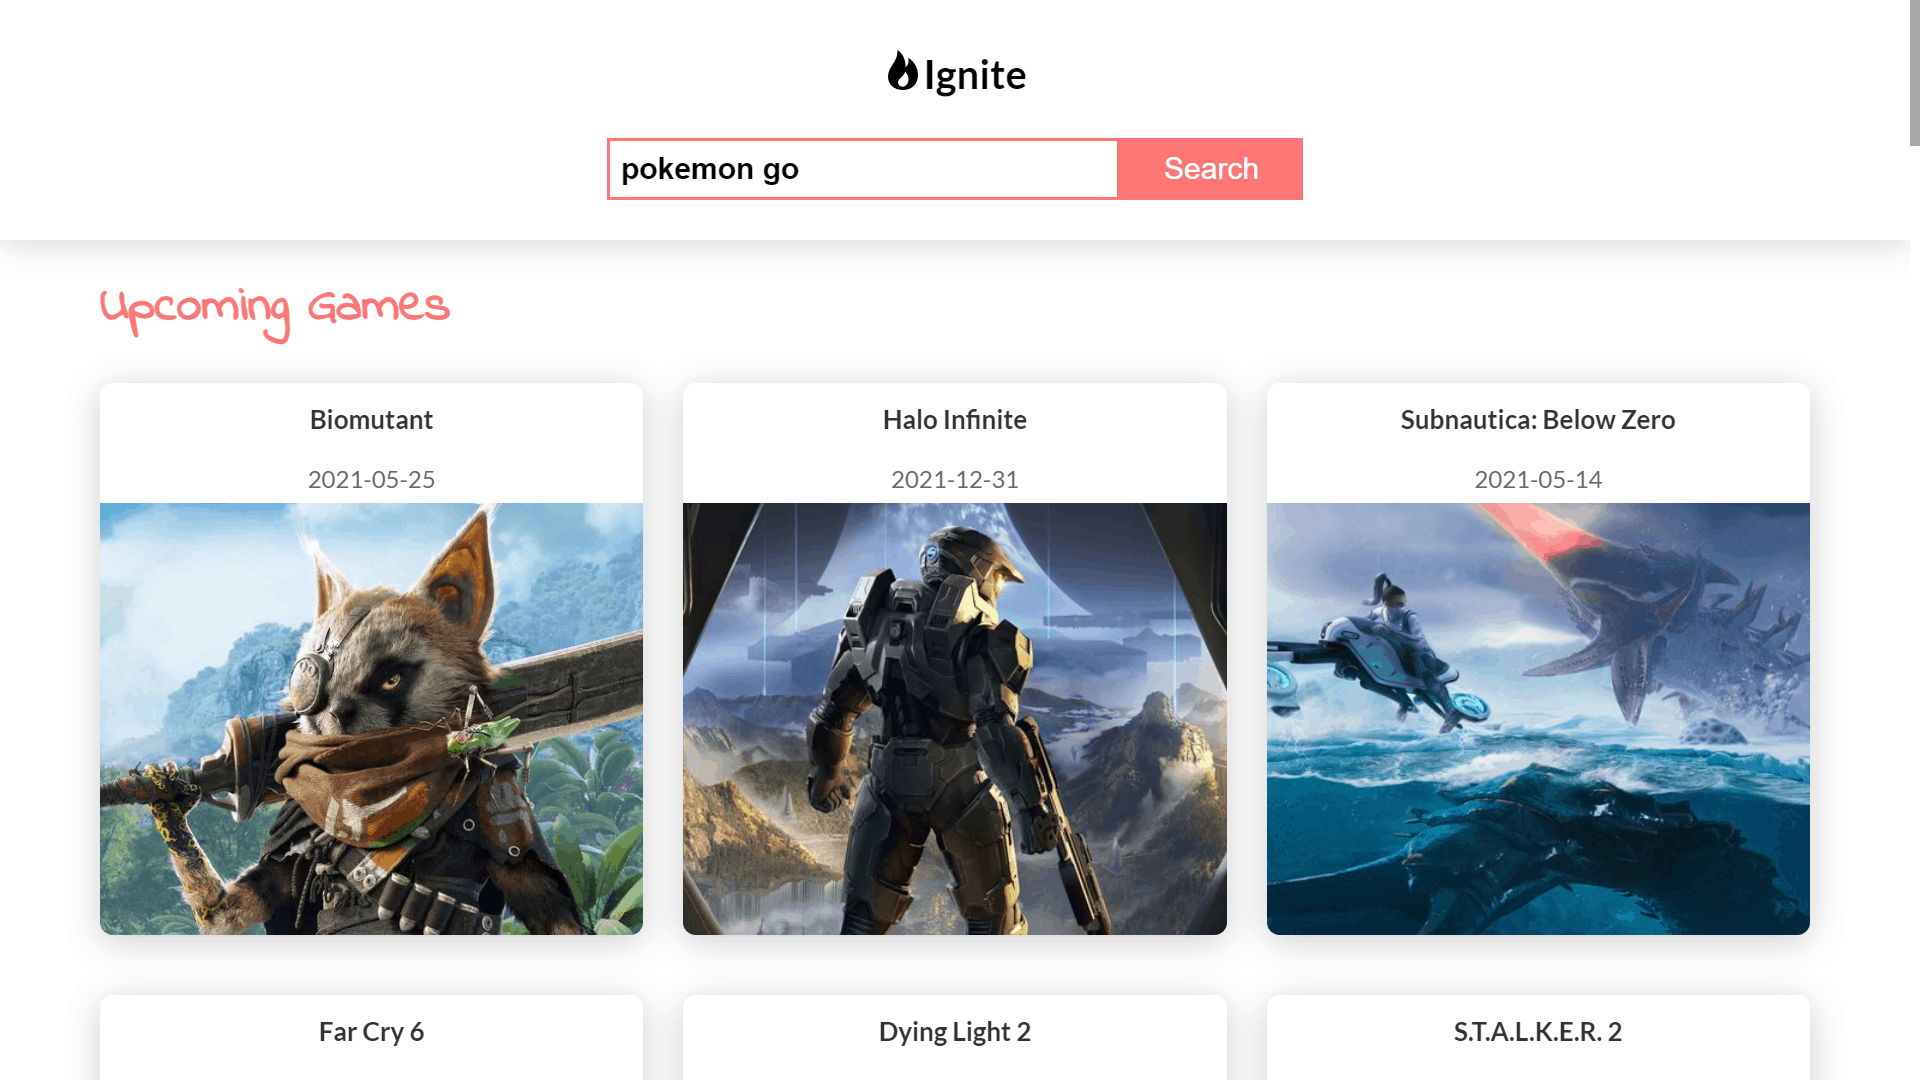 Ignite
pokemon go
Search
Upcoming Games
Biomutant
2021-05-25
Halo Infinite
2021-12-31
Subnautica: Below Zero
2021-05-14
Far Cry 6
Dying Light 2
S.T.A.L.K.E.R. 2